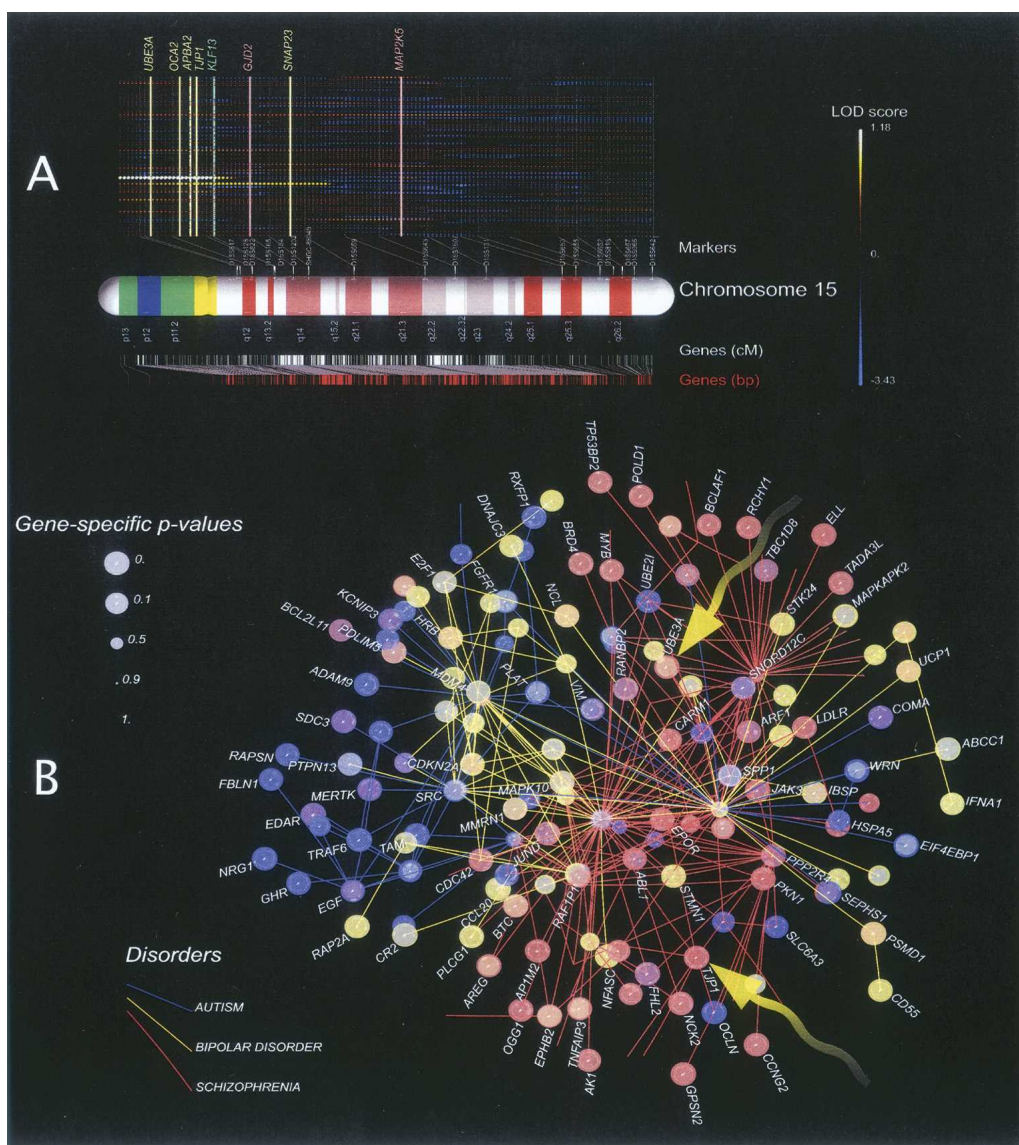 UBE3A
OCA2
APBA2
TJP1
KLF13
GJD2
SNAP23
MAP2K5
LOD score
1.18
0.
-3.43
A
Markers
Chromosome 15
p13
p12
p11.2
q12
q13.2
q14
q15.2
q21.1
q21.3
q22.2
q22.32
q23
q24.2
q25.1
q25.3
q26.2
Genes (cM)
Genes (bp)
Gene-specific p-values
0.
0.1
0.5
0.9
1.
B
TP53BP2
POLD1
BCLAF1
RCHY1
RXFP1
DNAJC3
BRD4
MYB
UBE2I
TBC1D8
ELL
TADA3L
MAPKAPK2
STK24
E2F1
FGFR1
NCL
KCNIP3
BCL2L11
PDLIM5
HRB
UBE3A
SNORD12C
RANBP2
UCP1
MDM4
PLAT
VIM
ADAM9
CARM1
ARF1
LDLR
COMA
SDC3
ABCC1
RAPSN
PTPN13
CDKN2A
SPP1
WRN
FBLN1
MERTK
SRC
MAPK10
JAK3
IBSP
IFNA1
EDAR
MMRN1
HSPA5
TRAF6
TAM
JUND
EPOR
EIF4EBP1
NRG1
GHR
EGF
CDC42
RAF1P1
ABL1
STMN1
PKN1
SEPHS1
RAP2A
CR2
CCL20
BTC
PLCG1
SLC6A3
PSMD1
AREG
AP1M2
NFASC
FHL2
TJP1
CD55
OGG1
EPHB2
TNFAIP3
AK1
NCK2
OCLN
CCNG2
GPSN2
Disorders
AUTISM
BIPOLAR DISORDER
SCHIZOPHRENIA